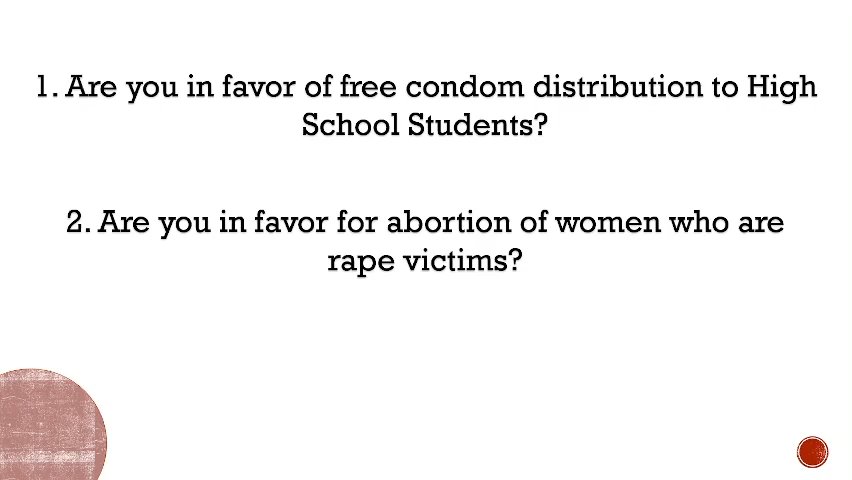 1. Are you in favor of free condom distribution to High
School Students?
2. Are you in favor for abortion of women who are
rape victims?